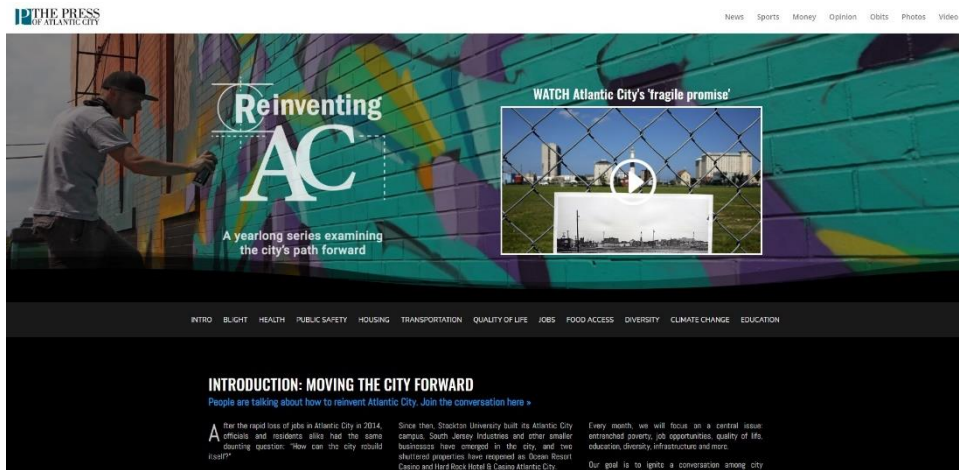 THE PRESS
OF ATLANTIC CITY
News Sports Money Opinion Obits Photos Video
Reinventing
AC
A yearlong series examining
the city's path forward
WATCH Atlantic City's 'fragile promise'
INTRO BLIGHT HEALTH PUBLIC SAFETY HOUSING TRANSPORTATION QUALITY OF LIFE JOBS FOOD ACCESS DIVERSITY CLIMATE CHANGE EDUCATION
INTRODUCTION: MOVING THE CITY FORWARD
People are talking about how to reinvent Atlantic City. Join the conversation here »
After the rapid loss of jobs in Atlantic City in 2014,
officials and residents alike had the same
daunting question: "How can the city rebuild
itself?"
Since then, Stockton University built its Atlantic City
campus, South Jersey Industries and other smaller
businesses have emerged in the city, and two
shuttered properties have reopened as Ocean Resort
Casino and Hard Rock Hotel & Casino Atlantic City.
Every month, we will focus on a central issue:
entrenched poverty, job opportunities, quality of life,
education, diversity, infrastructure and more.
Our goal is to ignite a conversation among city